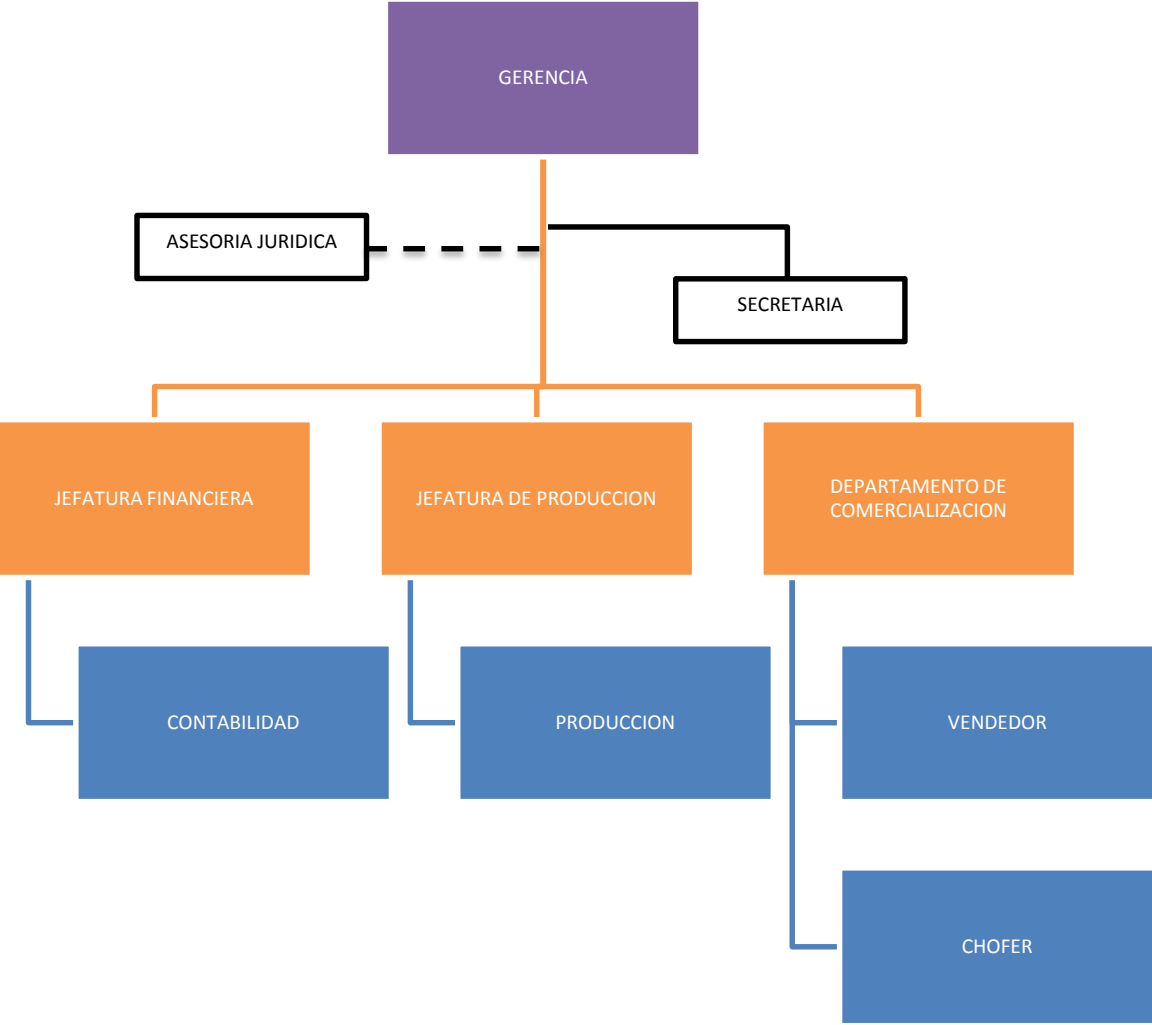 GERENCIA
ASESORIA JURIDICA
SECRETARIA
JEFATURA FINANCIERA
JEFATURA DE PRODUCCION
DEPARTAMENTO DE
COMERCIALIZACION
CONTABILIDAD
PRODUCCION
VENDEDOR
CHOFER